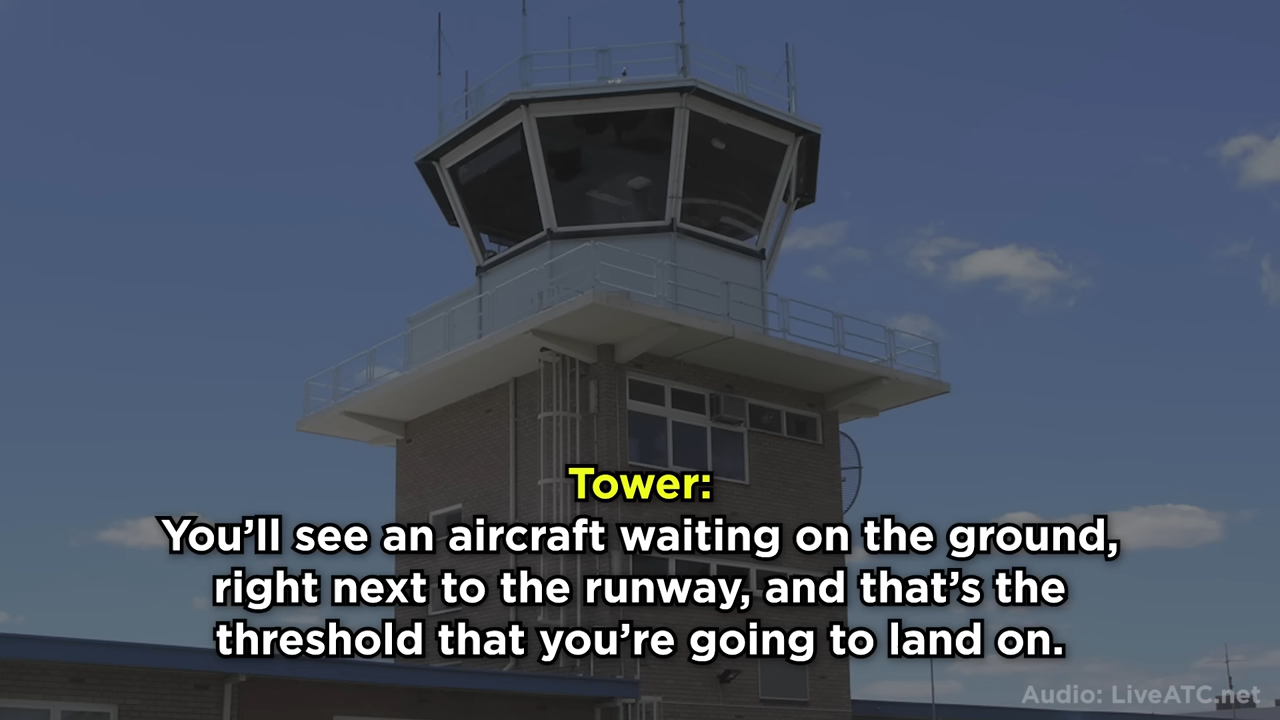 Tower:
You’ll see an aircraft waiting on the ground,
right next to the runway, and that’s the
threshold that you’re going to land on.
Audio: LiveATC.net